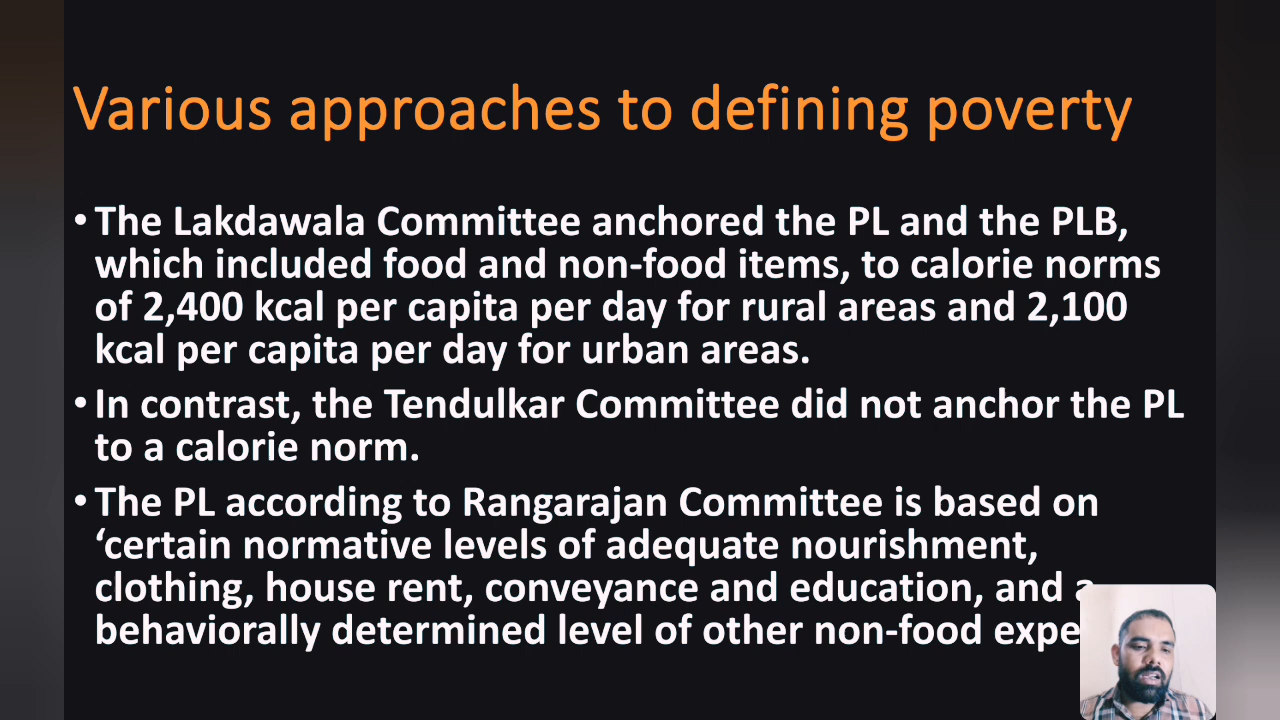 Various approaches to defining poverty
• The Lakdawala Committee anchored the PL and the PLB,
which included food and non-food items, to calorie norms
of 2,400 kcal per capita per day for rural areas and 2,100
kcal per capita per day for urban areas.
• In contrast, the Tendulkar Committee did not anchor the PL
to a calorie norm.
• The PL according to Rangarajan Committee is based on
‘certain normative levels of adequate nourishment,
clothing, house rent, conveyance and education, and a
behaviorally determined level of other non-food